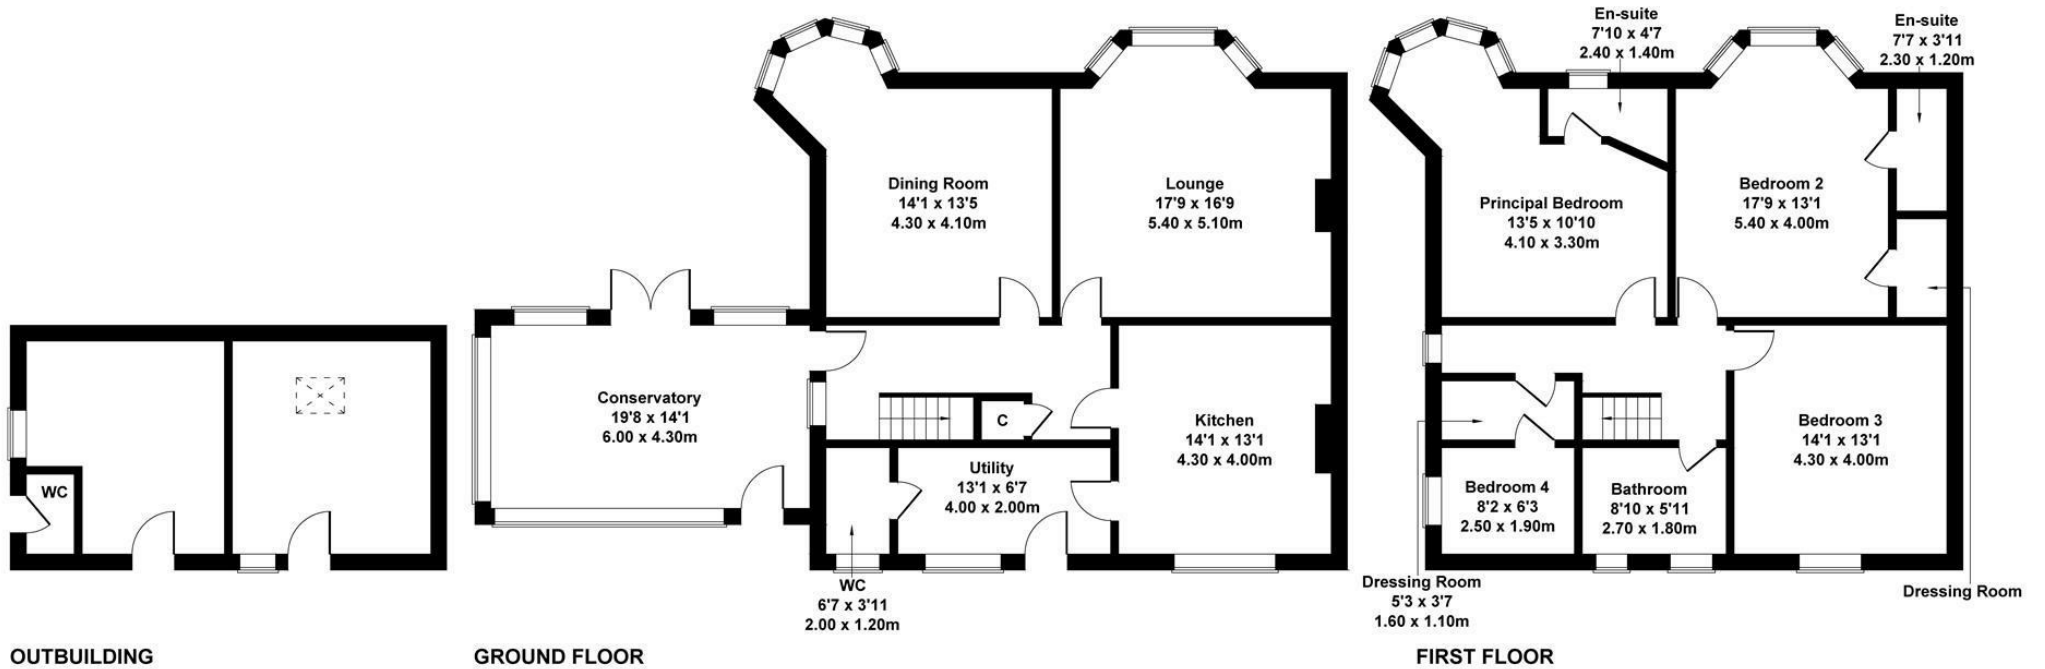 WC
OUTBUILDING
Dining Room
14'1 x 13'5
4.30 x 4.10m
Lounge
17'9 x 16'9
5.40 x 5.10m
Conservatory
19'8 x 14'1
6.00 x 4.30m
C
Kitchen
14'1 x 13'1
4.30 x 4.00m
Utility
13'1 x 6'7
4.00 x 2.00m
WC
6'7 x 3'11
2.00 x 1.20m
GROUND FLOOR
En-suite
7'10 x 4'7
2.40 x 1.40m
En-suite
7'7 x 3'11
2.30 x 1.20m
Principal Bedroom
13'5 x 10'10
4.10 x 3.30m
Bedroom 2
17'9 x 13'1
5.40 x 4.00m
Bedroom 3
14'1 x 13'1
4.30 x 4.00m
Bedroom 4
8'2 x 6'3
2.50 x 1.90m
Bathroom
8'10 x 5'11
2.70 x 1.80m
Dressing Room
5'3 x 3'7
1.60 x 1.10m
Dressing Room
FIRST FLOOR